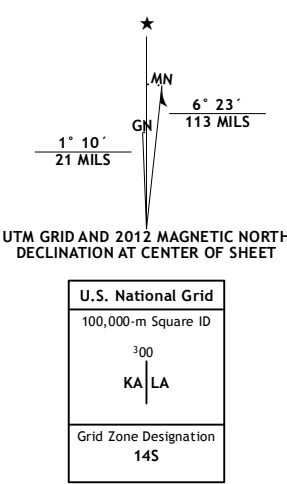 ★
MN
6° 23´
113 MILS
GN
1° 10´
21 MILS
UTM GRID AND 2012 MAGNETIC NORTH
DECLINATION AT CENTER OF SHEET
U.S. National Grid
100,000-m Square ID
³00
KA LA
Grid Zone Designation
14S